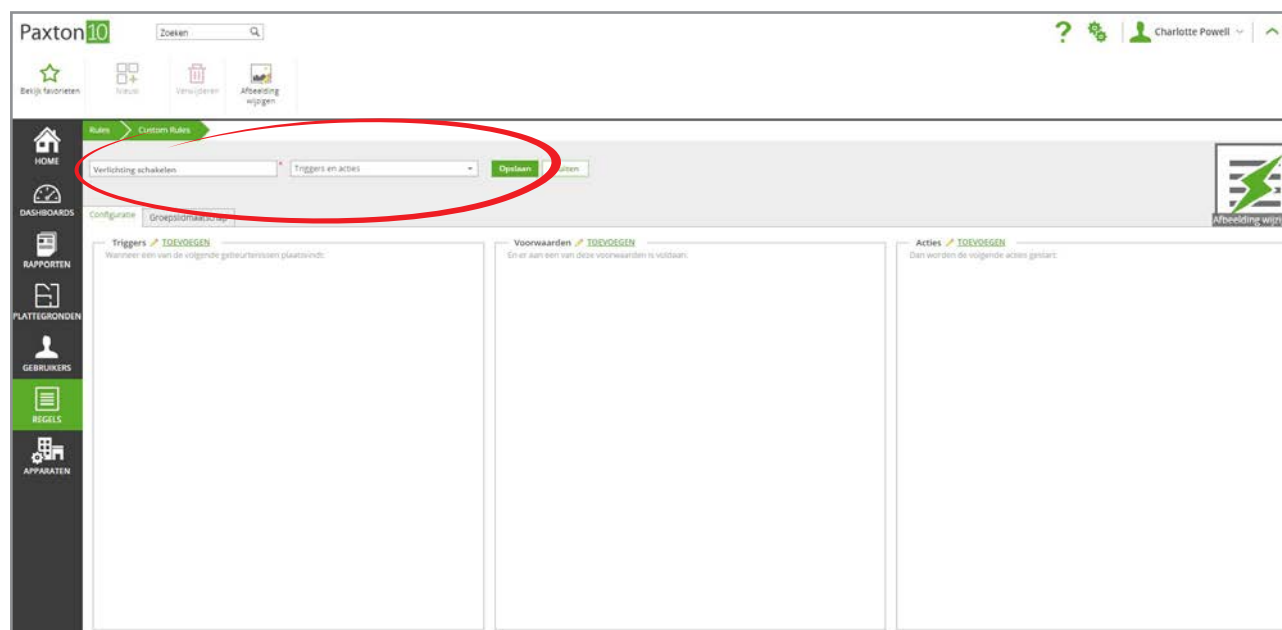 Paxton10
Zoeken
Charlotte Powell
Bekijk favorieten
Nieuw
Verwijderen
Afbeelding
wijzigen
Rules
Custom Rules
HOME
Verlichting schakelen
*
Triggers en acties
Opslaan
DASHBOARDS
Configuratie
Groepslidmaatschap
RAPPORTEN
PLATTEGRONDEN
GEBRUIKERS
REGELS
APPARATEN
Triggers TOEVOEGEN
Wanneer een van de volgende gebeurtenissen plaatsvindt:
Voorwaarden TOEVOEGEN
En er aan een van deze voorwaarden is voldaan:
Acties TOEVOEGEN
Dan worden de volgende acties gestart: